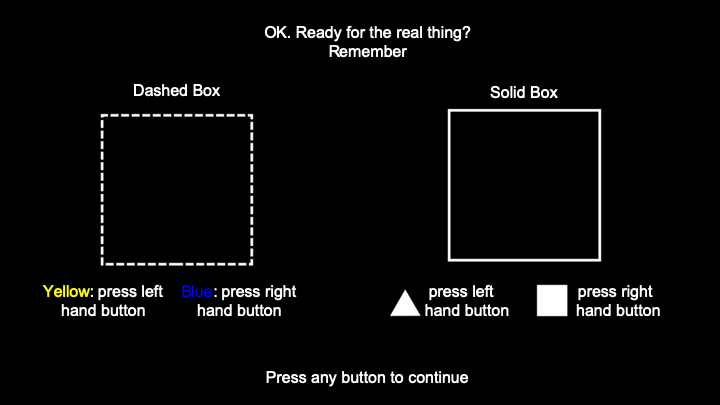 OK. Ready for the real thing?
Remember
Dashed Box
Solid Box
Yellow: press left
hand button
Blue: press right
hand button
press left
hand button
press right
hand button
Press any button to continue